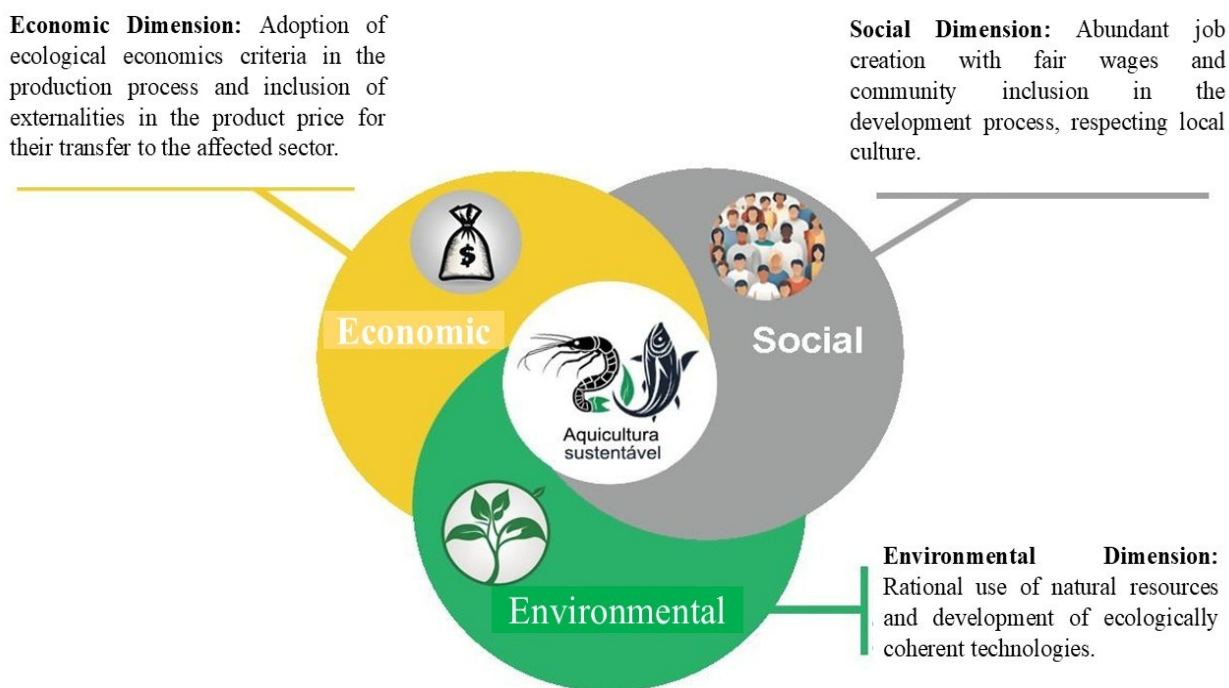 Economic Dimension: Adoption of
ecological economics criteria in the
production process and inclusion of
externalities in the product price for
their transfer to the affected sector.
Social Dimension: Abundant job
creation with fair wages and
community inclusion in the
development process, respecting local
culture.
$
Economic
Social
Aquicultura
sustentável
Environmental
Environmental Dimension:
Rational use of natural resources
and development of ecologically
coherent technologies.